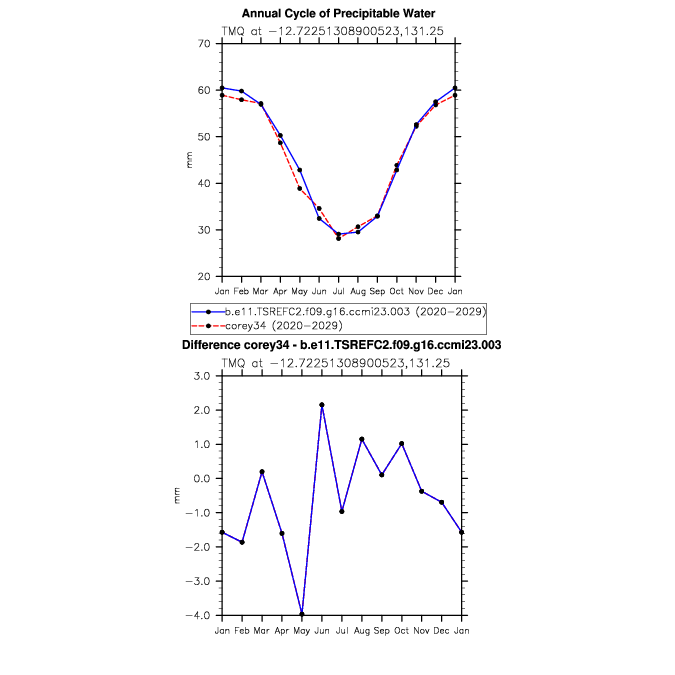 Annual Cycle of Precipitable Water
TMQ at −12.72251308900523,131.25
70
60
50
40
30
20
mm
Jan Feb Mar Apr May Jun Jul Aug Sep Oct Nov Dec Jan
b.e11.TSREFC2.f09.g16.ccmi23.003 (2020−2029)
corey34 (2020−2029)
Difference corey34 - b.e11.TSREFC2.f09.g16.ccmi23.003
TMQ at −12.72251308900523,131.25
3.0
2.0
1.0
0.0
−1.0
−2.0
−3.0
−4.0
mm
Jan Feb Mar Apr May Jun Jul Aug Sep Oct Nov Dec Jan